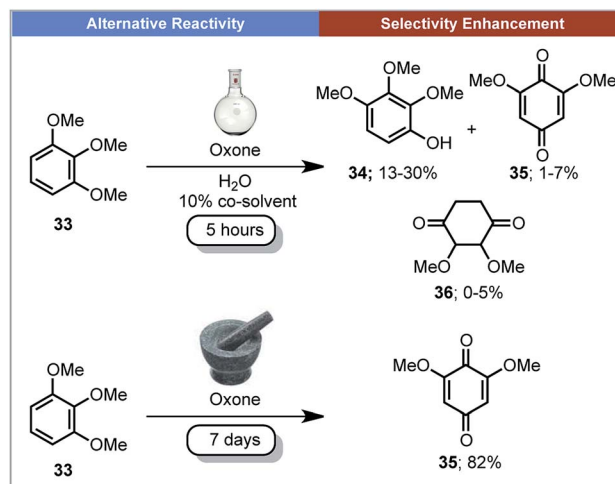 Alternative Reactivity
Selectivity Enhancement
OMe
OMe
OMe
33
Oxone
H2O
10% co-solvent
5 hours
OMe
MeO
OMe
OH
34; 13-30%
+
O
MeO
OMe
O
35; 1-7%
O
O
MeO
OMe
36; 0-5%
OMe
OMe
OMe
33
Oxone
7 days
O
MeO
OMe
O
35; 82%